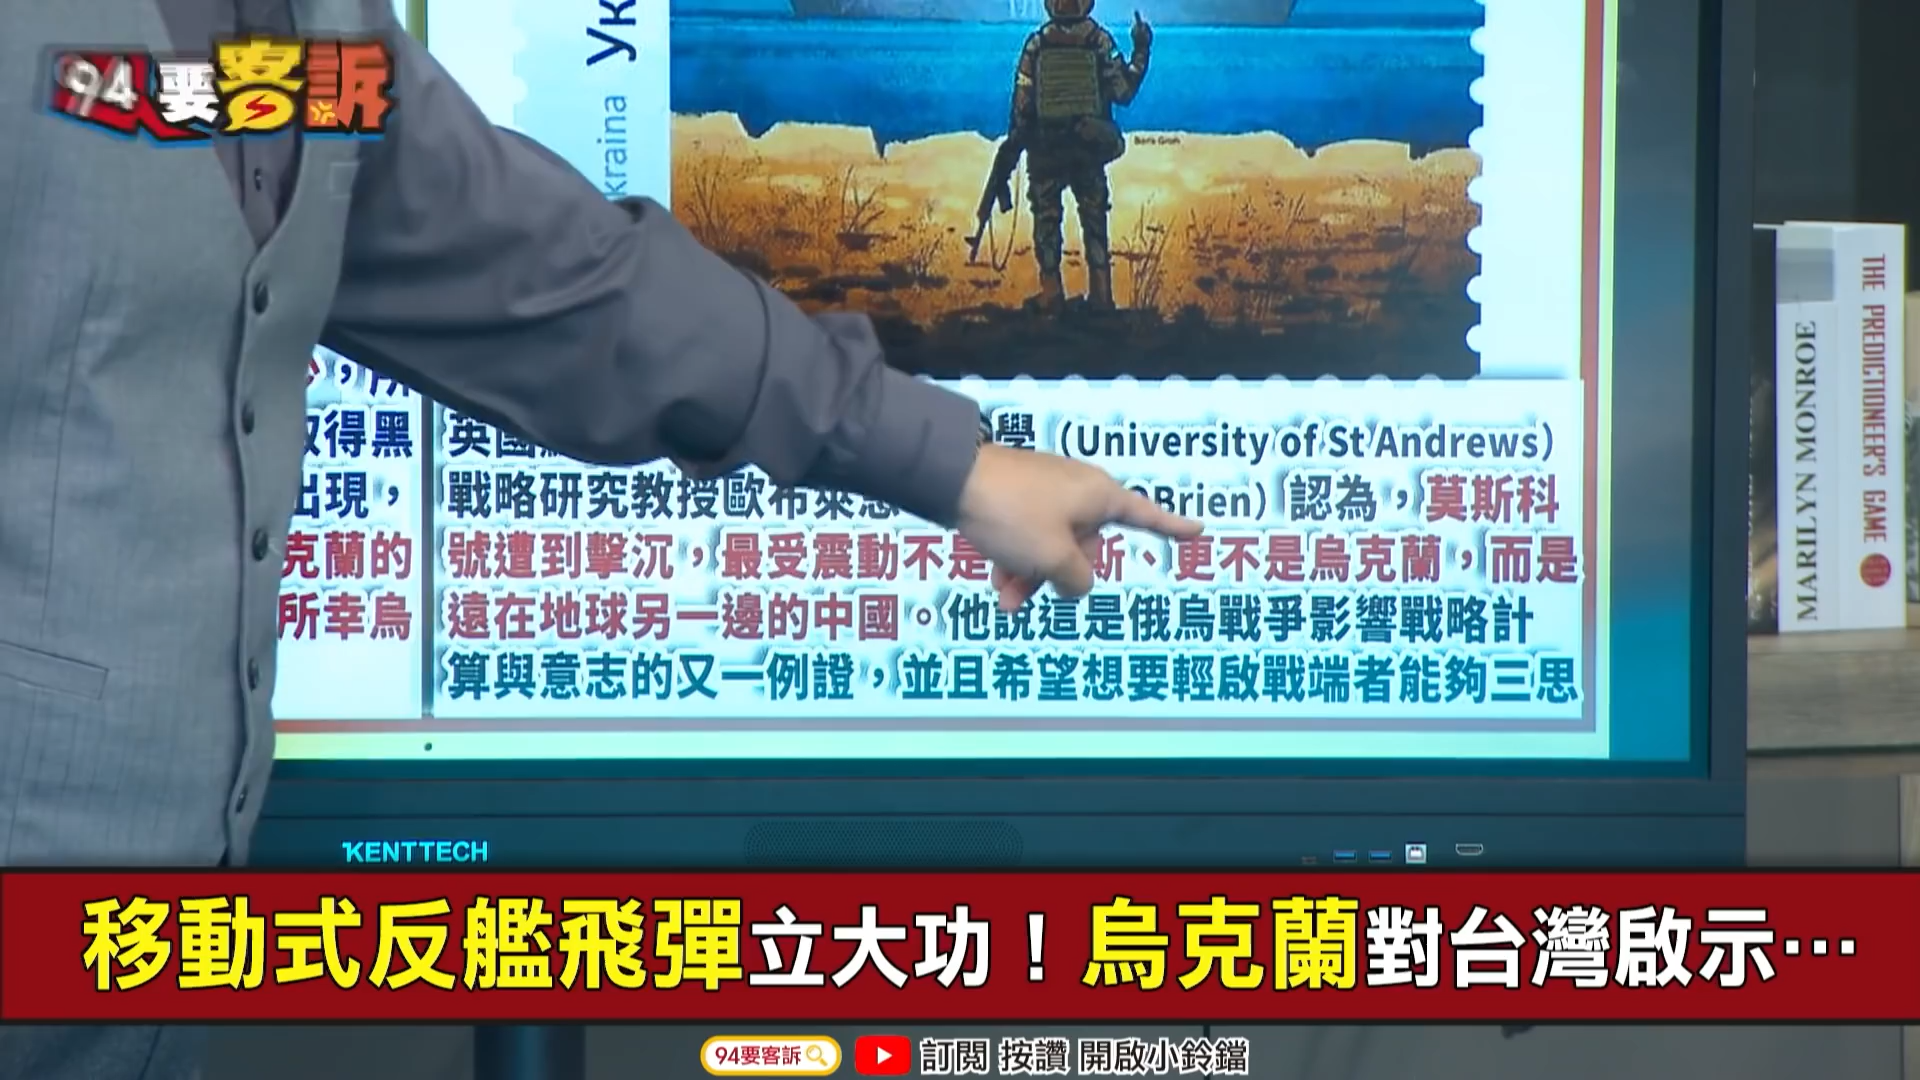 94要客訴
Ук
kraina
Boris Groh
THE PREDICTIONEER'S GAME
MARILYN MONROE
得黑
出現，
克蘭的
所幸烏
英國 學（University of St Andrews）
戰略研究教授歐布萊恩 OBrien）認為，莫斯科
號遭到擊沉，最受震動不是 斯、更不是烏克蘭，而是
遠在地球另一邊的中國。他說這是俄烏戰爭影響戰略計
算與意志的又一例證，並且希望想要輕啟戰端者能夠三思
KENTTECH
移動式反艦飛彈立大功！烏克蘭對台灣啟示…
94要客訴 訂閱 按讚 開啟小鈴鐺